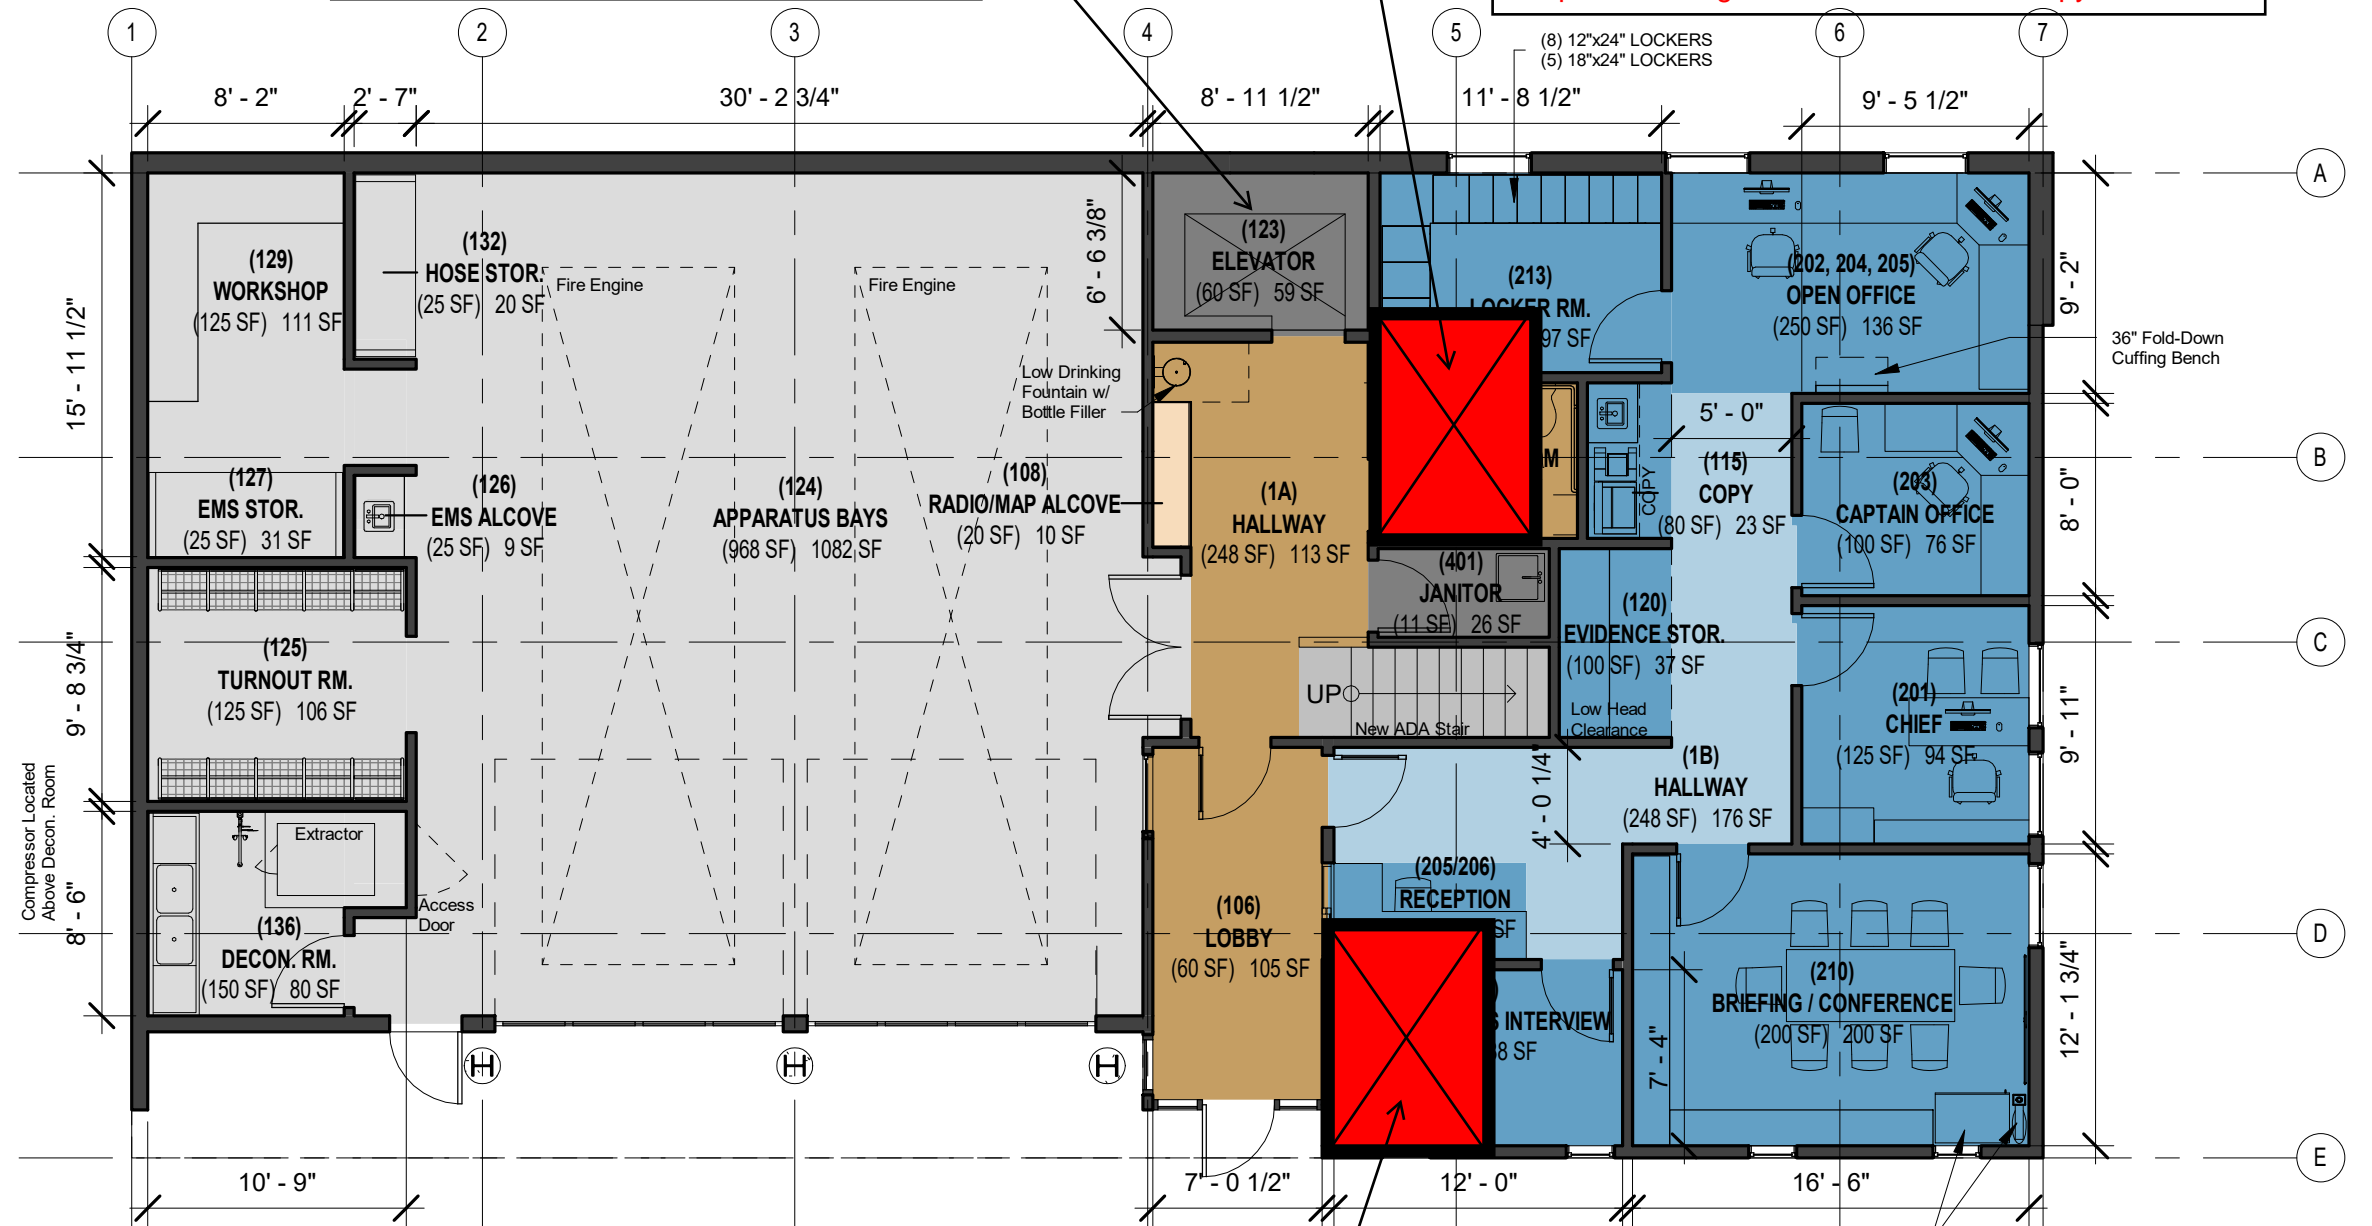 1
2
3
4
5
6
7
(8) 12"x24" LOCKERS
(5) 18"x24" LOCKERS
8' - 2"
2' - 7"
30' - 2 3/4"
8' - 11 1/2"
11' - 8 1/2"
9' - 5 1/2"
A
B
C
D
E
15' - 11 1/2"
9' - 8 3/4"
8' - 6"
Compressor Located
Above Decon. Room
(129)
WORKSHOP
(125 SF) 111 SF
(132)
HOSE STOR.
(25 SF) 20 SF
Fire Engine
Fire Engine
6' - 6 3/8"
(123)
ELEVATOR
(60 SF) 59 SF
(213)
LOCKER RM.
97 SF
(202, 204, 205)
OPEN OFFICE
(250 SF) 136 SF
9' - 2"
36" Fold-Down
Cuffing Bench
Low Drinking
Fountain w/
Bottle Filler
5' - 0"
(127)
EMS STOR.
(25 SF) 31 SF
(126)
EMS ALCOVE
(25 SF) 9 SF
(124)
APPARATUS BAYS
(968 SF) 1082 SF
(108)
RADIO/MAP ALCOVE
(20 SF) 10 SF
(1A)
HALLWAY
(248 SF) 113 SF
M
COPY
(115)
COPY
(80 SF) 23 SF
(203)
CAPTAIN OFFICE
(100 SF) 76 SF
8' - 0"
(401)
JANITOR
(11 SF) 26 SF
(120)
EVIDENCE STOR.
(100 SF) 37 SF
Low Head
Clearance
(125)
TURNOUT RM.
(125 SF) 106 SF
UP
New ADA Stair
(201)
CHIEF
(125 SF) 94 SF
9' - 11"
(1B)
HALLWAY
(248 SF) 176 SF
4' - 0 1/4"
Extractor
Access
Door
(136)
DECON. RM.
(150 SF) 80 SF
(106)
LOBBY
(60 SF) 105 SF
(205/206)
RECEPTION
SF
INTERVIEW
38 SF
(210)
BRIEFING / CONFERENCE
(200 SF) 200 SF
7' - 4"
12' - 1 3/4"
H
H
H
10' - 9"
7' - 0 1/2"
12' - 0"
16' - 6"